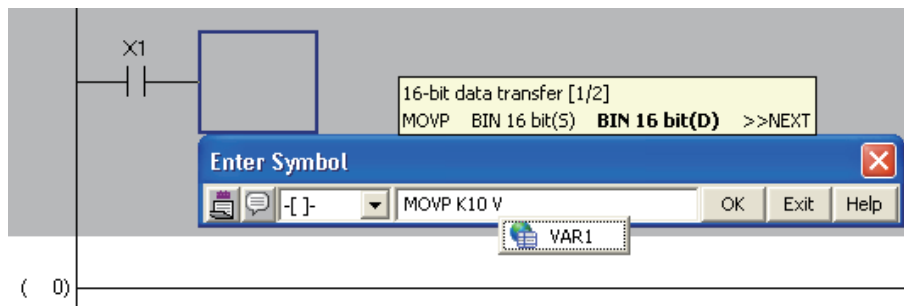 X1
16-bit data transfer [1/2]
MOVP BIN 16 bit(S) BIN 16 bit(D) >>NEXT
Enter Symbol
-[ ]- MOVP K10 V OK Exit Help
VAR1
( 0)